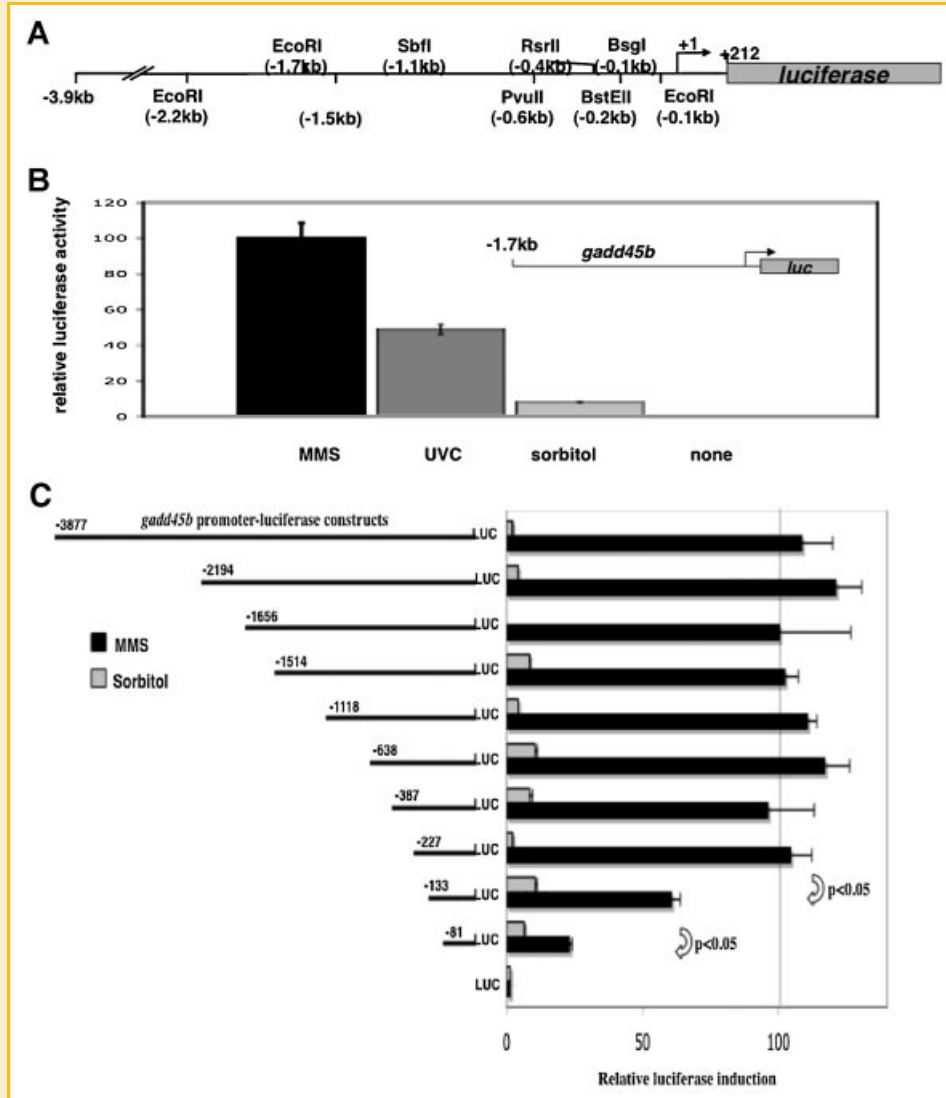 A
EcoRI SbfI RsrII BsgI +1
(-1.7kb) (-1.1kb) (-0.4kb) (-0.1kb) +212
luciferase
-3.9kb EcoRI PvuII BstEII EcoRI
(-2.2kb) (-1.5kb) (-0.6kb) (-0.2kb) (-0.1kb)
B
relative luciferase activity
120
100
80
60
40
20
0
-1.7kb gadd45b
luc
MMS UVC sorbitol none
C
-3877 gadd45b promoter-luciferase constructs
LUC
-2194
LUC
-1656
LUC
MMS
-1514
LUC
Sorbitol
-1118
LUC
-638
LUC
-387
LUC
-227
LUC
p<0.05
-133
LUC
-81
LUC
p<0.05
LUC
0 50 100
Relative luciferase induction